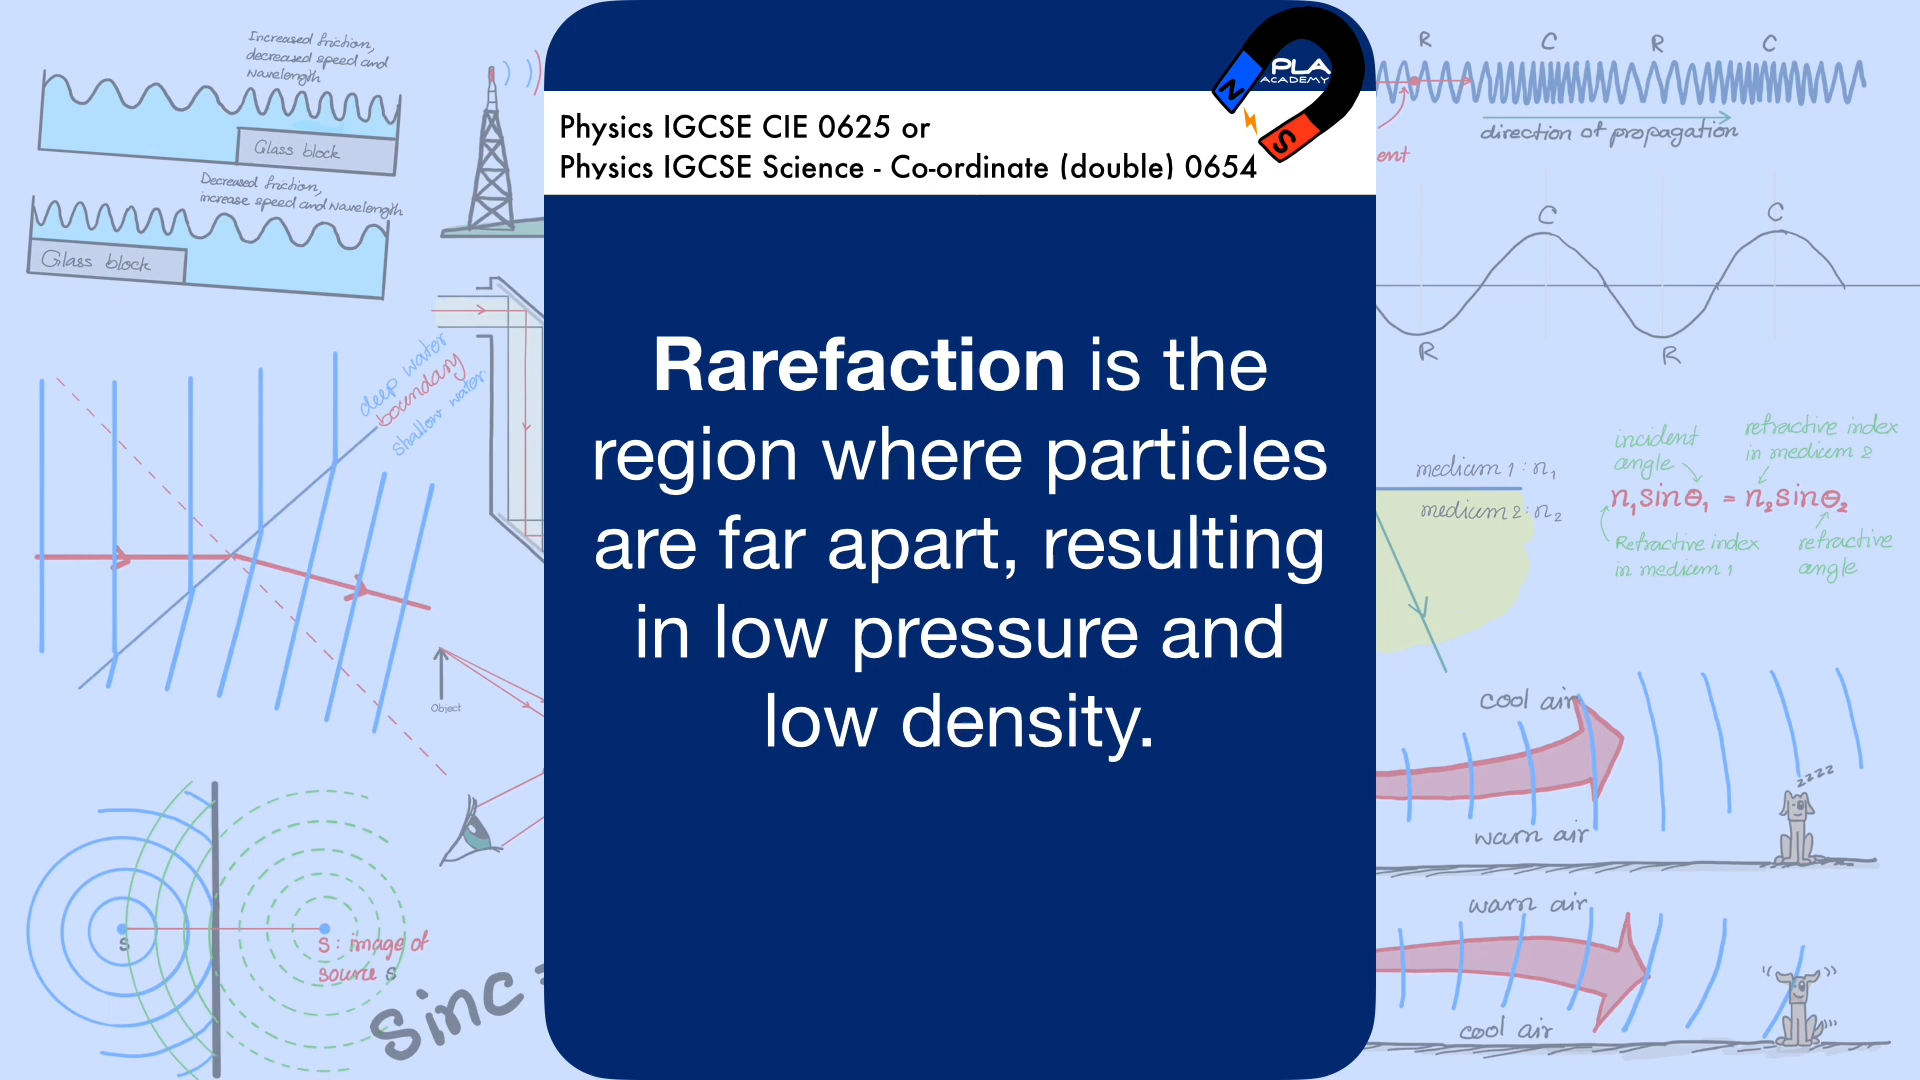 Increased friction,
decreased speed and
wavelength
Glass block
Decreased friction,
increase speed and wavelength
Glass block
deep water
boundary
shallow water
Object
S
S: image of
source S
Sinc =
PLA
ACADEMY
N
S
Physics IGCSE CIE 0625 or
Physics IGCSE Science - Co-ordinate (double) 0654
Rarefaction is the
region where particles
are far apart, resulting
in low pressure and
low density.
R C R C
direction of propagation
ent
C C
R R
incident
angle
refractive index
in medium 2
medium 1: n₁
n₁sinθ₁ = n₂sinθ₂
medium 2: n₂
Refractive index
in medium 1
refractive
angle
cool air
zzzz
warm air
warm air
cool air